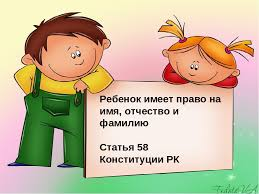 Ребенок имеет право на
имя, отчество и
фамилию
Статья 58
Конституции РК